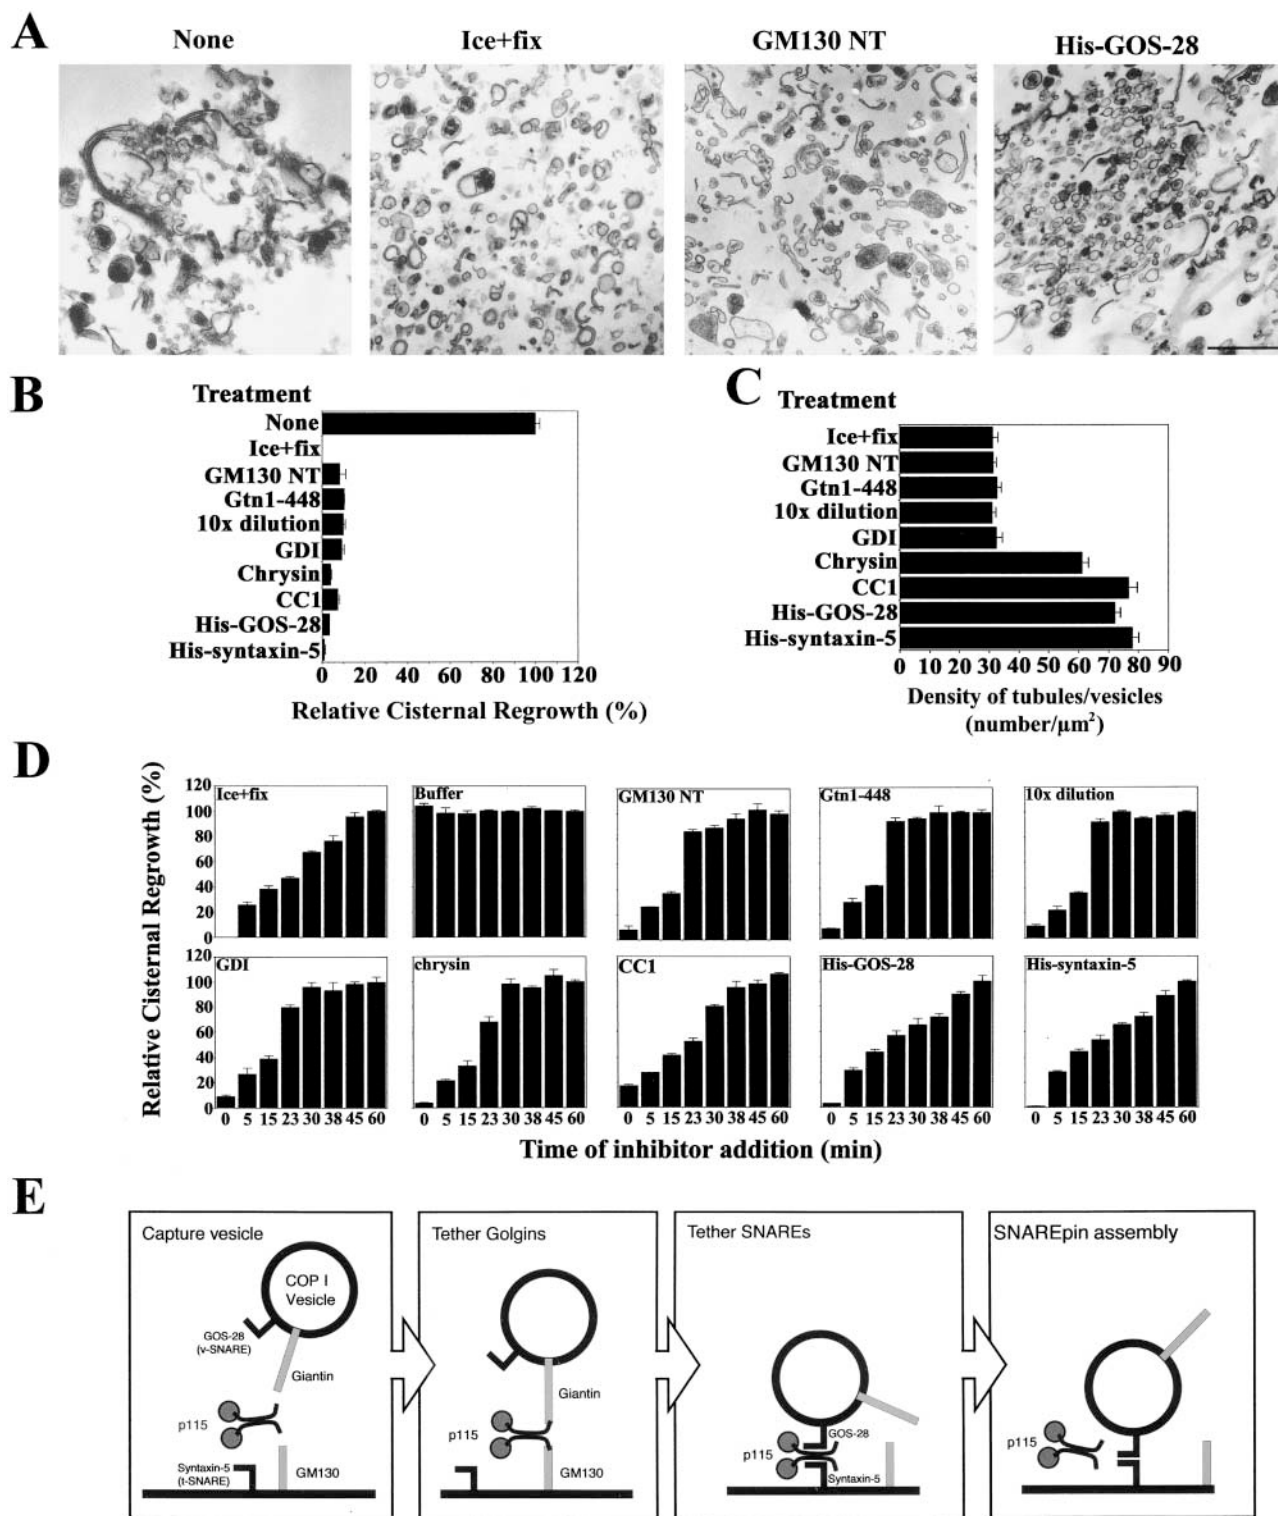 A
None
Ice+fix
GM130 NT
His-GOS-28
B
Treatment
None
Ice+fix
GM130 NT
Gtn1-448
10x dilution
GDI
Chrysin
CC1
His-GOS-28
His-syntaxin-5
0 20 40 60 80 100 120
Relative Cisternal Regrowth (%)
C
Treatment
Ice+fix
GM130 NT
Gtn1-448
10x dilution
GDI
Chrysin
CC1
His-GOS-28
His-syntaxin-5
0 10 20 30 40 50 60 70 80 90
Density of tubules/vesicles
(number/µm²)
D
Relative Cisternal Regrowth (%)
120
100
80
60
40
20
0
Ice+fix
Buffer
GM130 NT
Gtn1-448
10x dilution
120
100
80
60
40
20
0
GDI
chrysin
CC1
His-GOS-28
His-syntaxin-5
0 5 15 23 30 38 45 60
0 5 15 23 30 38 45 60
0 5 15 23 30 38 45 60
0 5 15 23 30 38 45 60
0 5 15 23 30 38 45 60
Time of inhibitor addition (min)
E
Capture vesicle
COP I
Vesicle
GOS-28
(v-SNARE)
Giantin
p115
Syntaxin-5
(t-SNARE)
GM130
Tether Golgins
Giantin
p115
GM130
Tether SNAREs
GOS-28
p115
Syntaxin-5
SNAREpin assembly
p115